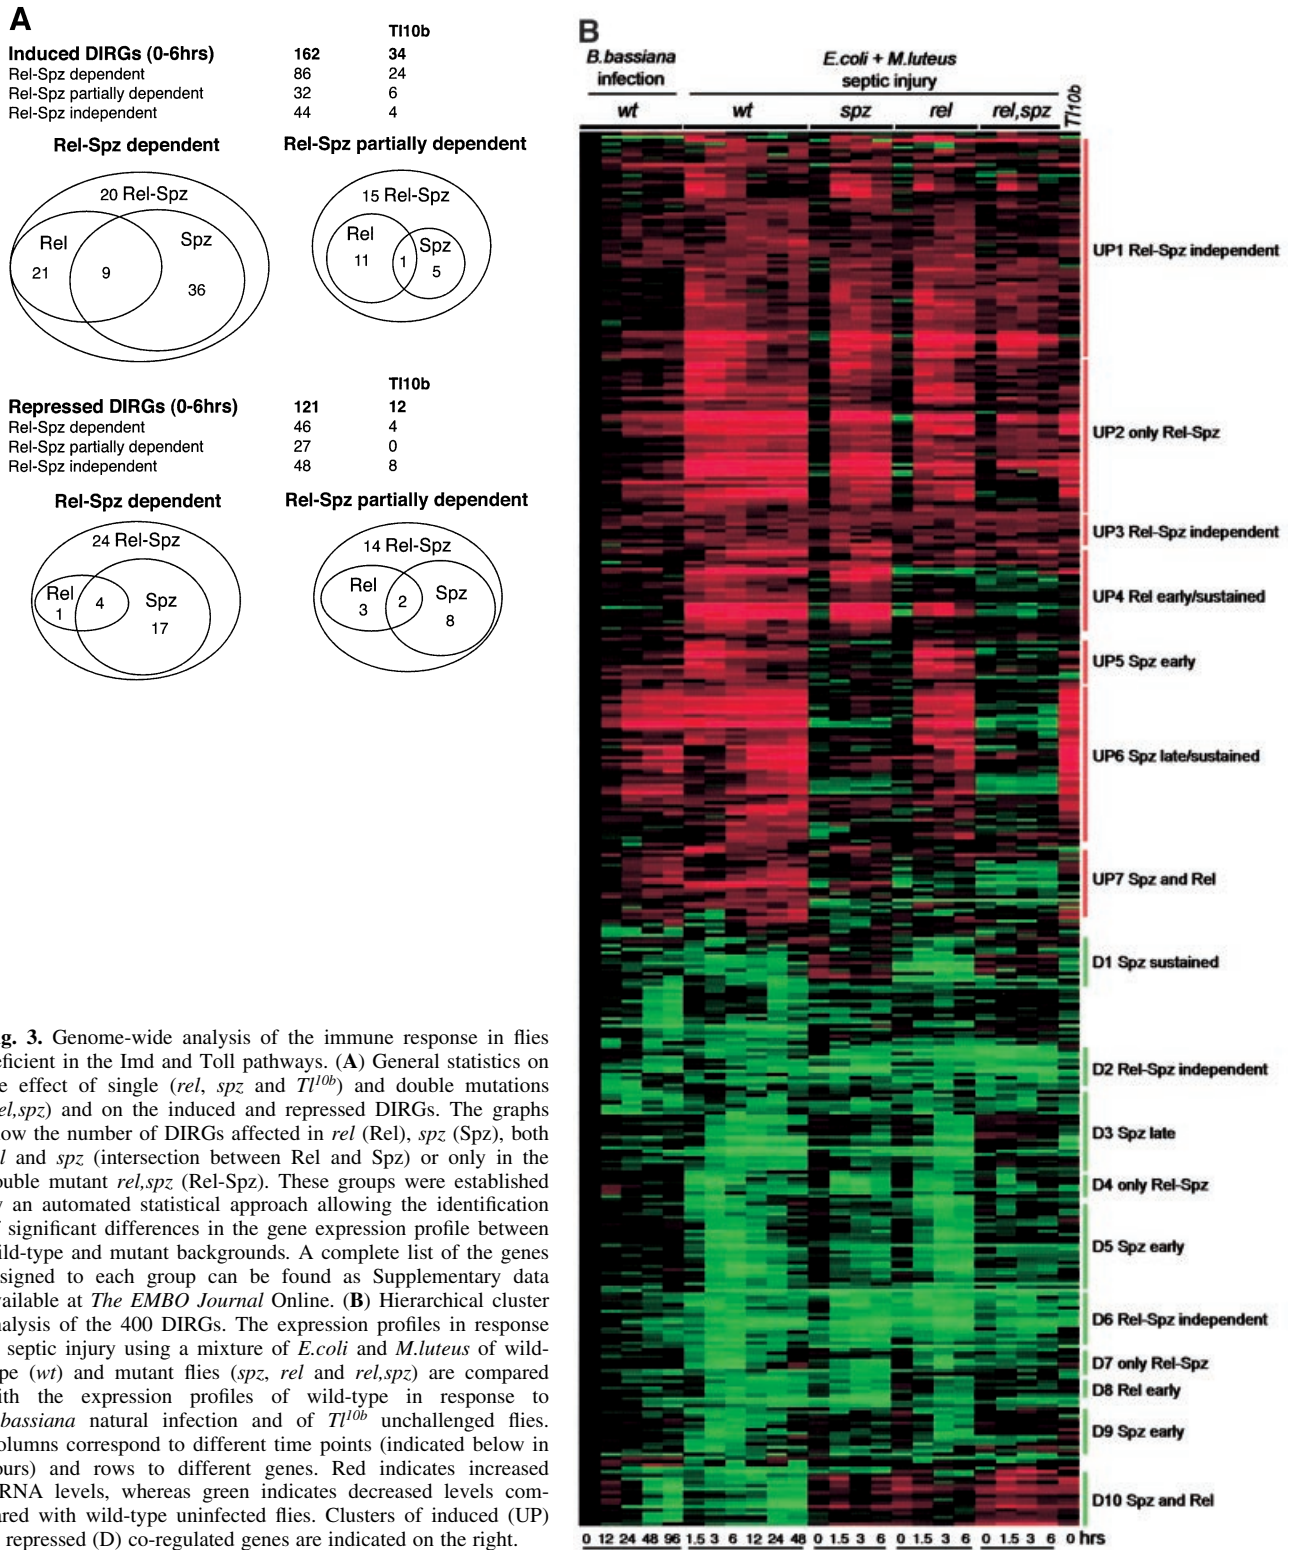 A
Tl10b
Induced DIRGs (0-6hrs) 162 34
Rel-Spz dependent 86 24
Rel-Spz partially dependent 32 6
Rel-Spz independent 44 4
Rel-Spz dependent
Rel-Spz partially dependent
20 Rel-Spz
Rel
Spz
21
9
36
15 Rel-Spz
Rel
Spz
11
1
5
Tl10b
Repressed DIRGs (0-6hrs) 121 12
Rel-Spz dependent 46 4
Rel-Spz partially dependent 27 0
Rel-Spz independent 48 8
Rel-Spz dependent
Rel-Spz partially dependent
24 Rel-Spz
Rel
Spz
1
4
17
14 Rel-Spz
Rel
Spz
3
2
8
ig. 3. Genome-wide analysis of the immune response in flies
eficient in the Imd and Toll pathways. (A) General statistics on
e effect of single (rel, spz and Tl10b) and double mutations
el,spz) and on the induced and repressed DIRGs. The graphs
ow the number of DIRGs affected in rel (Rel), spz (Spz), both
l and spz (intersection between Rel and Spz) or only in the
ouble mutant rel,spz (Rel-Spz). These groups were established
y an automated statistical approach allowing the identification
f significant differences in the gene expression profile between
ild-type and mutant backgrounds. A complete list of the genes
signed to each group can be found as Supplementary data
vailable at The EMBO Journal Online. (B) Hierarchical cluster
nalysis of the 400 DIRGs. The expression profiles in response
septic injury using a mixture of E.coli and M.luteus of wild-
ype (wt) and mutant flies (spz, rel and rel,spz) are compared
ith the expression profiles of wild-type in response to
bassiana natural infection and of Tl10b unchallenged flies.
olumns correspond to different time points (indicated below in
ours) and rows to different genes. Red indicates increased
RNA levels, whereas green indicates decreased levels com-
ared with wild-type uninfected flies. Clusters of induced (UP)
repressed (D) co-regulated genes are indicated on the right.
B
B.bassiana
infection
E.coli + M.luteus
septic injury
wt wt spz rel rel,spz Tl10b
UP1 Rel-Spz independent
UP2 only Rel-Spz
UP3 Rel-Spz independent
UP4 Rel early/sustained
UP5 Spz early
UP6 Spz late/sustained
UP7 Spz and Rel
D1 Spz sustained
D2 Rel-Spz independent
D3 Spz late
D4 only Rel-Spz
D5 Spz early
D6 Rel-Spz independent
D7 only Rel-Spz
D8 Rel early
D9 Spz early
D10 Spz and Rel
0 12 24 48 96 1.5 3 6 12 24 48 0 1.5 3 6 0 1.5 3 6 0 1.5 3 6 0 hrs